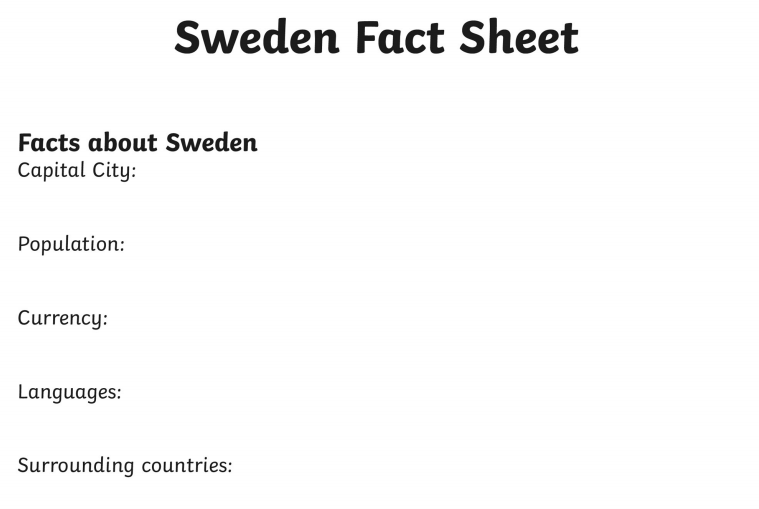 Sweden Fact Sheet
Facts about Sweden
Capital City:
Population:
Currency:
Languages:
Surrounding countries: